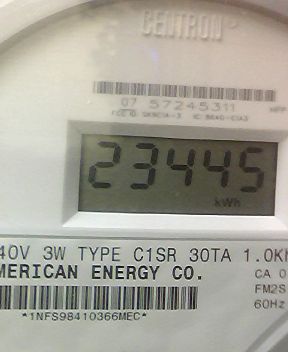 CENTRON
07 57245311
23445
kWh
40V 3W TYPE C1SR 30TA 1.0K
MERICAN ENERGY CO.
CA 0
FM2S
60Hz
*1NFS98410366MEC*